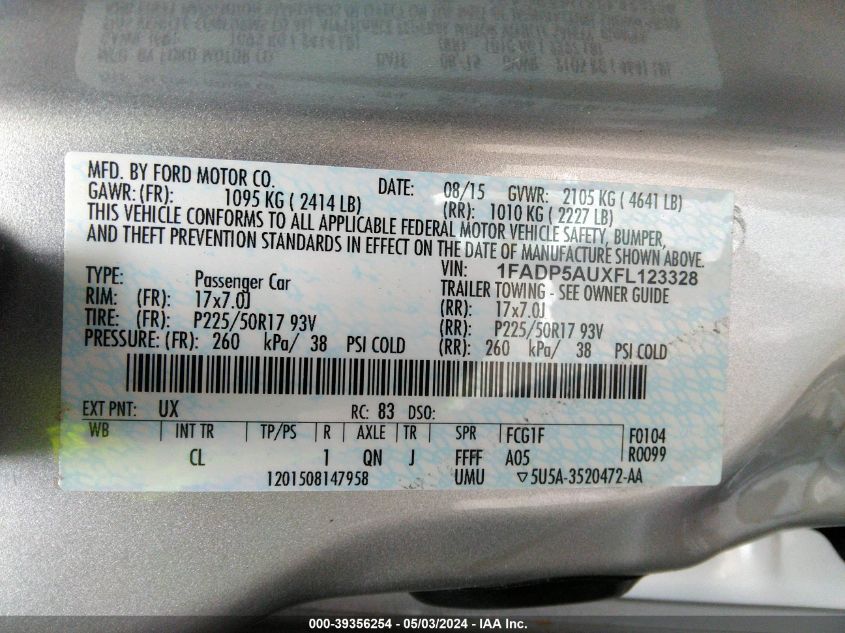 MFD. BY FORD MOTOR CO. DATE: 08/15 GVWR: 2105 KG ( 4641 LB)
GAWR: (FR): 1095 KG ( 2414 LB) (RR): 1010 KG ( 2227 LB)
THIS VEHICLE CONFORMS TO ALL APPLICABLE FEDERAL MOTOR VEHICLE SAFETY, BUMPER,
AND THEFT PREVENTION STANDARDS IN EFFECT ON THE DATE OF MANUFACTURE SHOWN ABOVE.
VIN: 1FADP5AUXFL123328
TYPE: Passenger Car TRAILER TOWING - SEE OWNER GUIDE
RIM: (FR): 17x7.0J (RR): 17x7.0J
TIRE: (FR): P225/50R17 93V (RR): P225/50R17 93V
PRESSURE: (FR): 260 kPa/ 38 PSI COLD (RR): 260 kPa/ 38 PSI COLD
EXT PNT: UX RC: 83 DSO:
WB INT TR TP/PS R AXLE TR SPR FCG1F F0104
CL 1 QN J FFFF A05 R0099
1201508147958 UMU ▽5U5A-3520472-AA
000-39356254 - 05/03/2024 - IAA Inc.